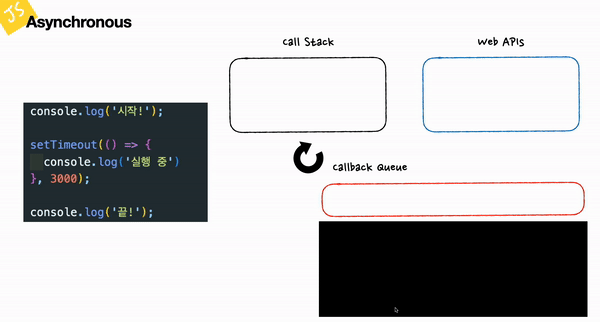 JS
Asynchronous
Call Stack
Web APIs
console.log('시작!');
setTimeout(() => {
console.log('실행 중')
}, 3000);
console.log('끝!');
Callback Queue